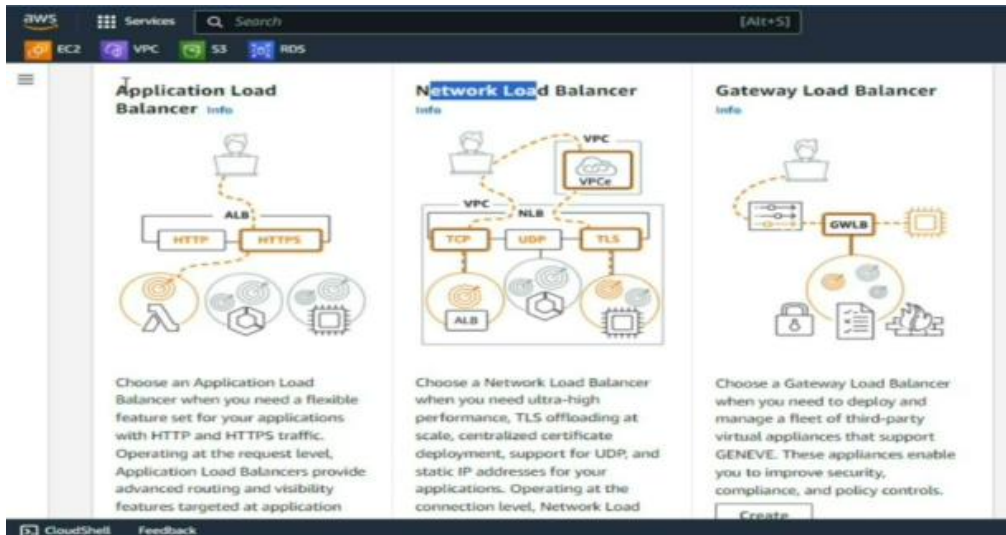 aws
Services
Search
[Alt+S]
EC2
VPC
S3
RDS
Application Load
Balancer Info
ALB
HTTP
HTTPS
Choose an Application Load
Balancer when you need a flexible
feature set for your applications
with HTTP and HTTPS traffic.
Operating at the request level,
Application Load Balancers provide
advanced routing and visibility
features targeted at application
Network Load Balancer
Info
VPC
VPCe
VPC
NLB
TCP
UDP
TLS
ALB
Choose a Network Load Balancer
when you need ultra-high
performance, TLS offloading at
scale, centralized certificate
deployment, support for UDP, and
static IP addresses for your
applications. Operating at the
connection level, Network Load
Gateway Load Balancer
Info
GWLB
Choose a Gateway Load Balancer
when you need to deploy and
manage a fleet of third-party
virtual appliances that support
GENEVE. These appliances enable
you to improve security,
compliance, and policy controls.
Create
CloudShell
Feedback